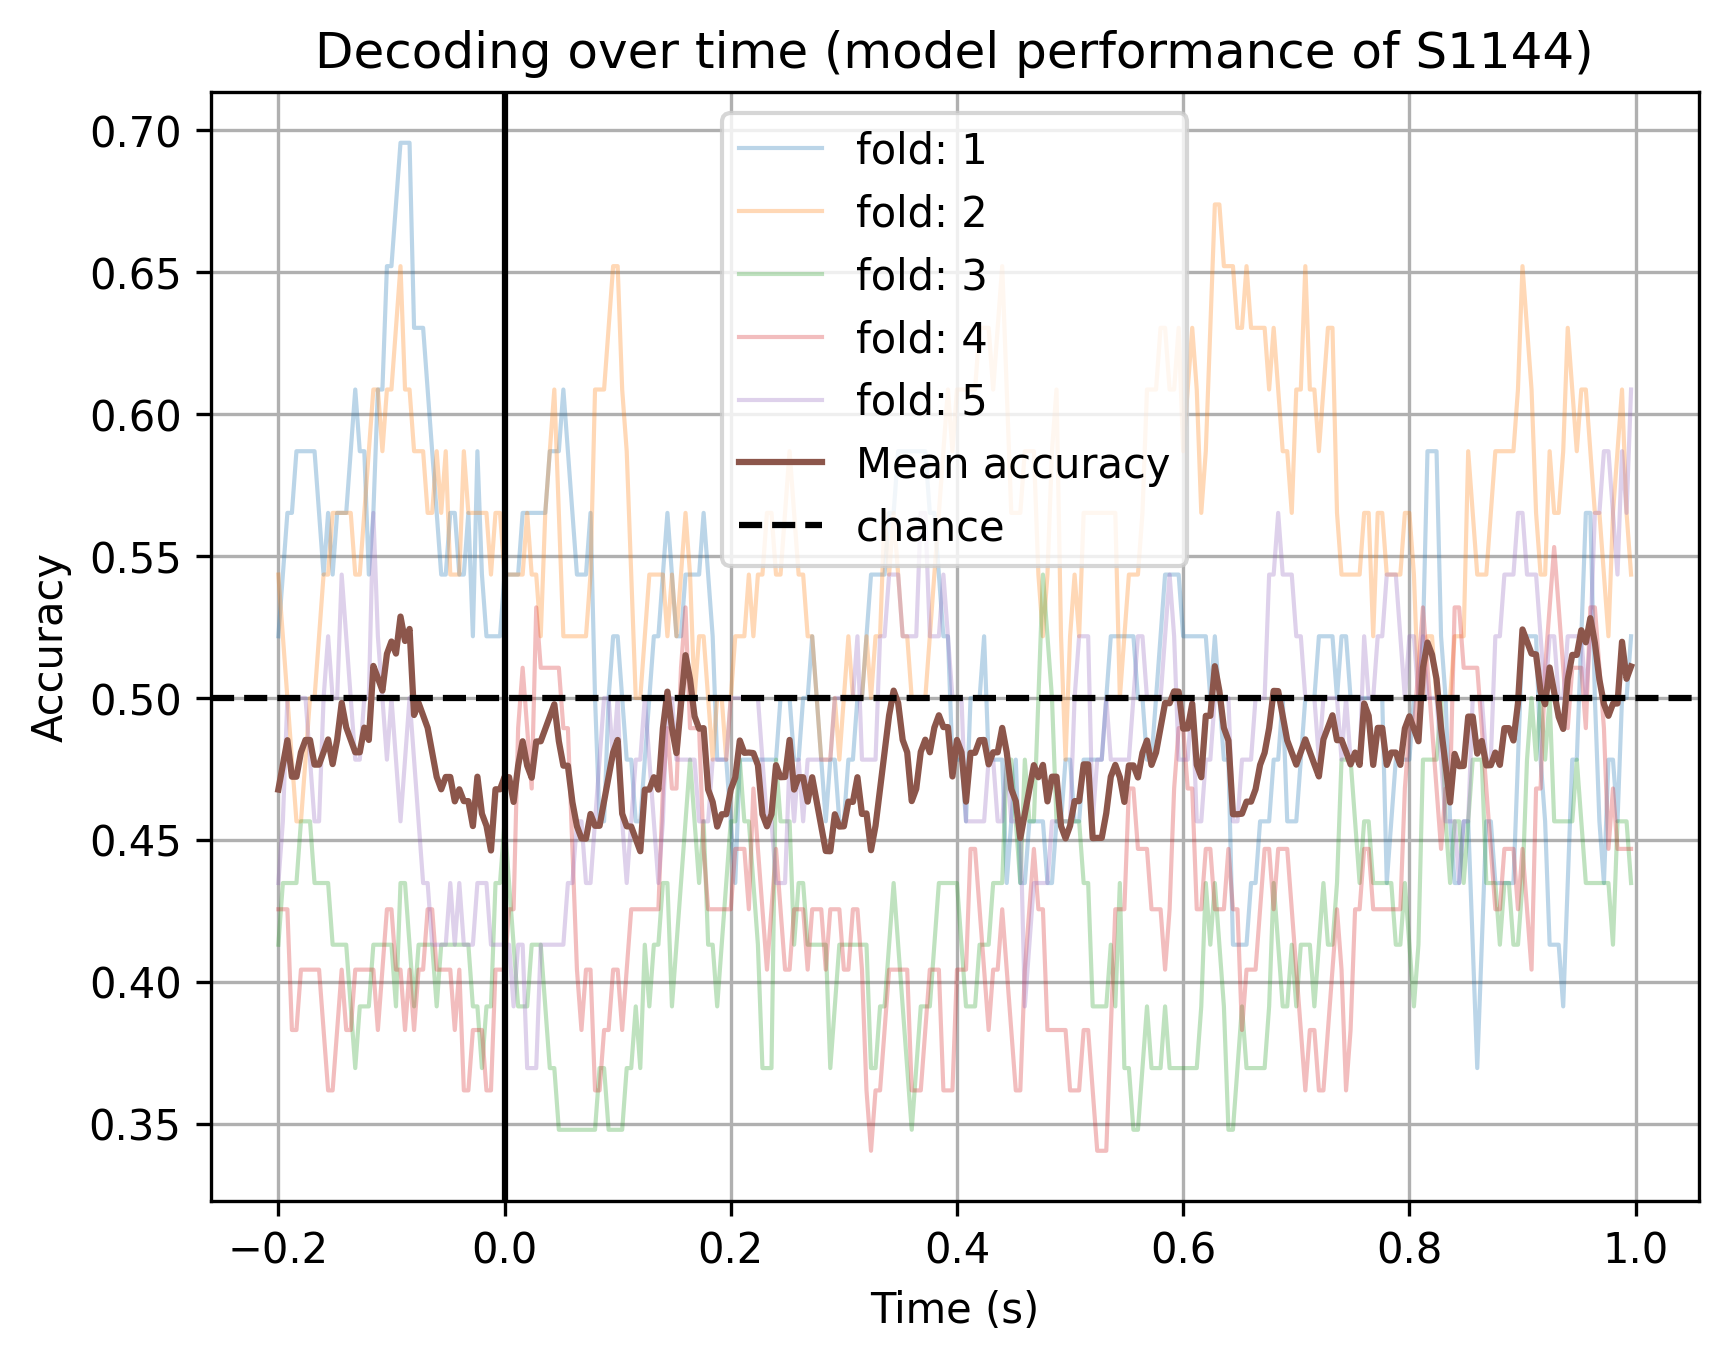 Decoding over time (model performance of S1144)
Accuracy
0.70
0.65
0.60
0.55
0.50
0.45
0.40
0.35
fold: 1
fold: 2
fold: 3
fold: 4
fold: 5
Mean accuracy
chance
−0.2 0.0 0.2 0.4 0.6 0.8 1.0
Time (s)